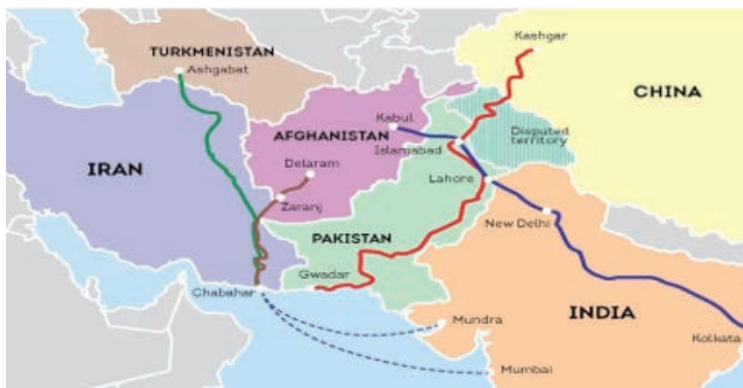 TURKMENISTAN
Ashgabat
Kashgar
CHINA
Kabul
AFGHANISTAN
Islamabad
Disputed
territory
IRAN
Delaram
Lahore
Zaranj
New Delhi
PAKISTAN
Gwadar
Chabahar
Mundra
INDIA
Kolkata
Mumbai